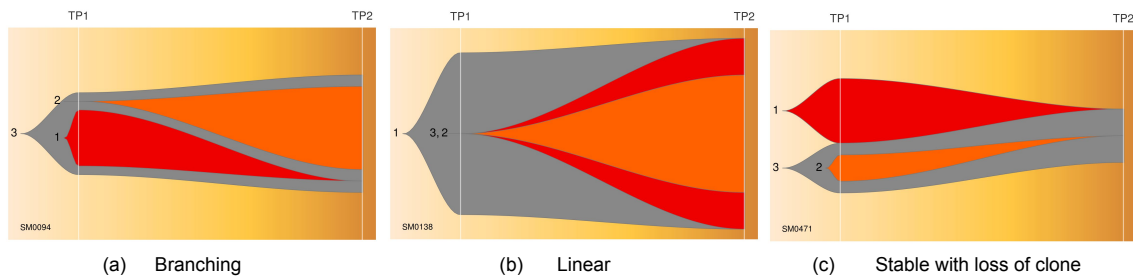 TP1 TP2
3
2
1
SM0094
(a) Branching
TP1 TP2
1
3, 2
SM0138
(b) Linear
TP1 TP2
1
3
2
SM0471
(c) Stable with loss of clone